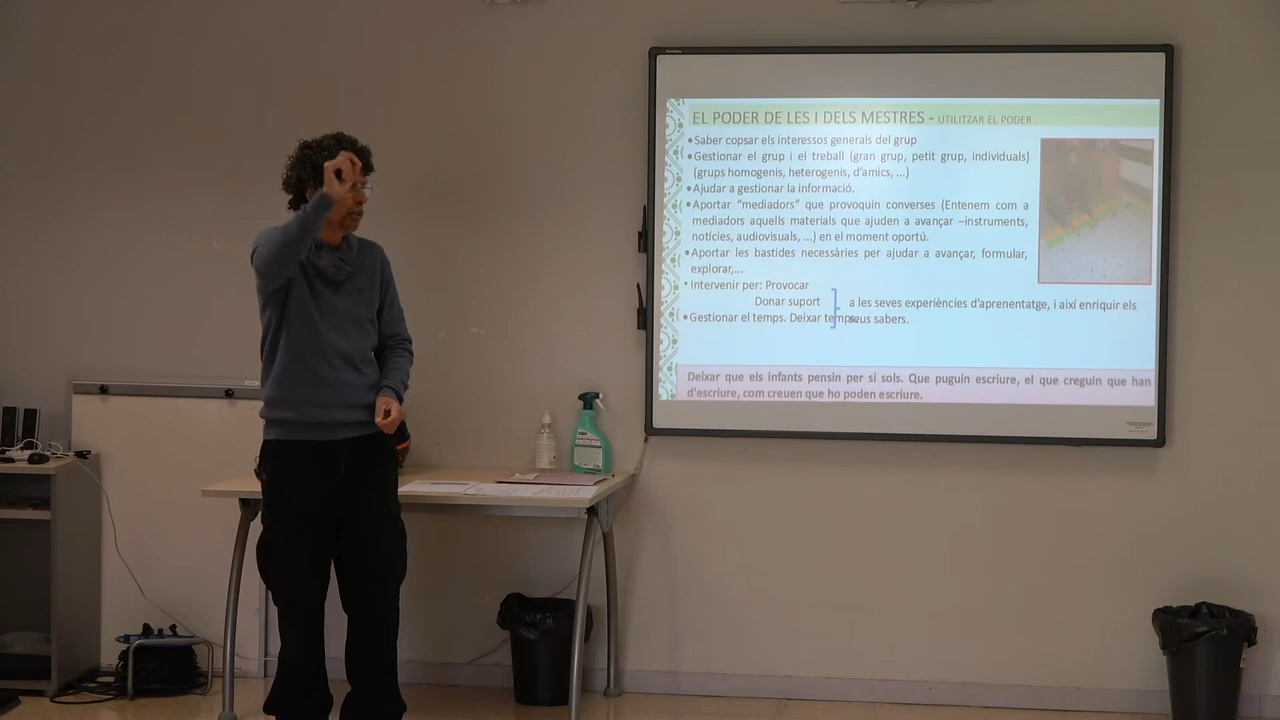 EL PODER DE LES I DELS MESTRES - UTILITZAR EL PODER
•Saber copsar els interessos generals del grup
•Gestionar el grup i el treball (gran grup, petit grup, individuals)
(grups homogenis, heterogenis, d'amics, ...)
•Ajudar a gestionar la informació.
•Aportar "mediadors" que provoquin converses (Entenem com a
mediadors aquells materials que ajuden a avançar –instruments,
notícies, audiovisuals, ...) en el moment oportú.
•Aportar les bastides necessàries per ajudar a avançar, formular,
explorar,...
•Intervenir per: Provocar
Donar suport
a les seves experiències d'aprenentatge, i així enriquir els
seus sabers.
•Gestionar el temps. Deixar temps.
Deixar que els infants pensin per si sols. Que puguin escriure, el que creguin que han
d'escriure, com creuen que ho poden escriure.